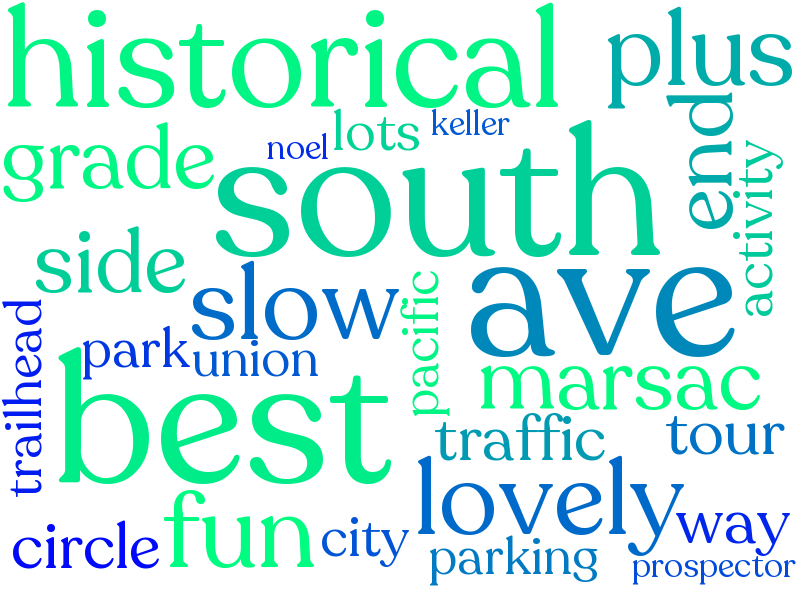 historical
plus
noel
lots
keller
grade
south
end
activity
side
slow
ave
trailhead
park
union
pacific
marsac
best
traffic
tour
lovely
fun
circle
city
way
parking
prospector